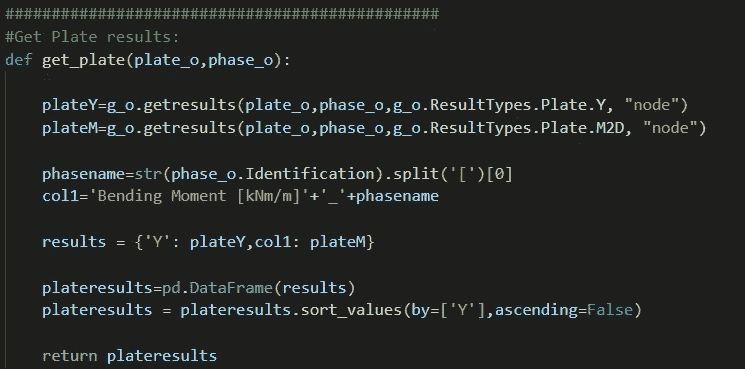 ###############################################
#Get Plate results:
def get_plate(plate_o,phase_o):
plateY=g_o.getresults(plate_o,phase_o,g_o.ResultTypes.Plate.Y, "node")
plateM=g_o.getresults(plate_o,phase_o,g_o.ResultTypes.Plate.M2D, "node")
phasename=str(phase_o.Identification).split('[')[0]
col1='Bending Moment [kNm/m]'+'_'+phasename
results = {'Y': plateY,col1: plateM}
plateresults=pd.DataFrame(results)
plateresults = plateresults.sort_values(by=['Y'],ascending=False)
return plateresults